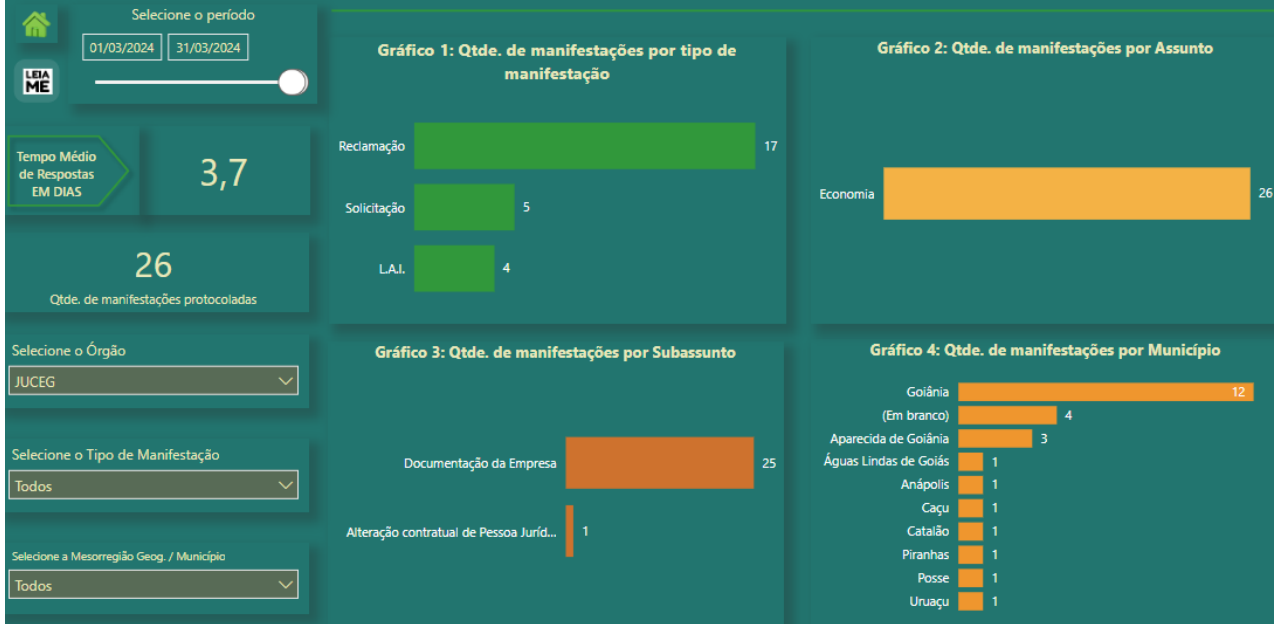 Selecione o período
01/03/2024
31/03/2024
LEIA
ME
Tempo Médio
de Respostas
EM DIAS
3,7
26
Qtde. de manifestações protocoladas
Selecione o Órgão
JUCEG
Selecione o Tipo de Manifestação
Todos
Selecione a Mesorregião Geog. / Município
Todos
Gráfico 1: Qtde. de manifestações por tipo de
manifestação
Reclamação 17
Solicitação 5
L.A.I. 4
Gráfico 2: Qtde. de manifestações por Assunto
Economia 26
Gráfico 3: Qtde. de manifestações por Subassunto
Documentação da Empresa 25
Alteração contratual de Pessoa Juríd... 1
Gráfico 4: Qtde. de manifestações por Município
Goiânia 12
(Em branco) 4
Aparecida de Goiânia 3
Águas Lindas de Goiás 1
Anápolis 1
Caçu 1
Catalão 1
Piranhas 1
Posse 1
Uruaçu 1